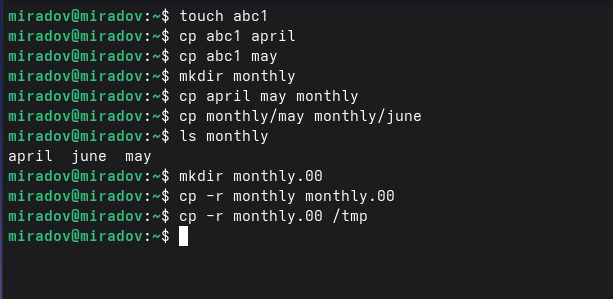 miradov@miradov:~$ touch abc1
miradov@miradov:~$ cp abc1 april
miradov@miradov:~$ cp abc1 may
miradov@miradov:~$ mkdir monthly
miradov@miradov:~$ cp april may monthly
miradov@miradov:~$ cp monthly/may monthly/june
miradov@miradov:~$ ls monthly
april  june  may
miradov@miradov:~$ mkdir monthly.00
miradov@miradov:~$ cp -r monthly monthly.00
miradov@miradov:~$ cp -r monthly.00 /tmp
miradov@miradov:~$